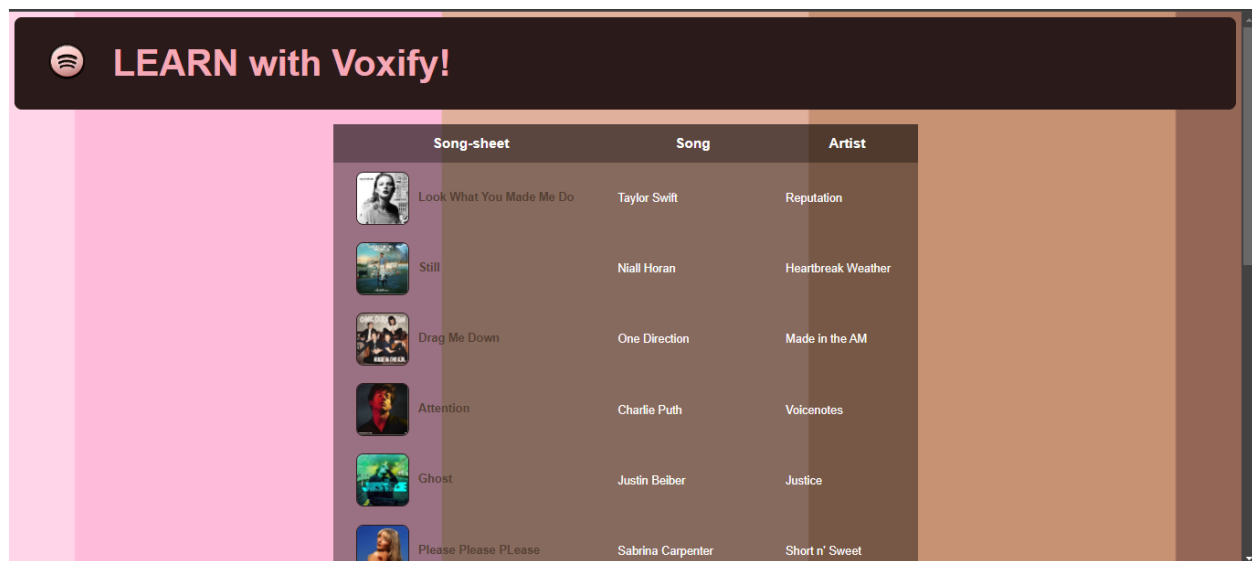 LEARN with Voxify!
Song-sheet Song Artist
Look What You Made Me Do Taylor Swift Reputation
Still Niall Horan Heartbreak Weather
Drag Me Down One Direction Made in the AM
Attention Charlie Puth Voicenotes
Ghost Justin Beiber Justice
Please Please PLease Sabrina Carpenter Short n' Sweet